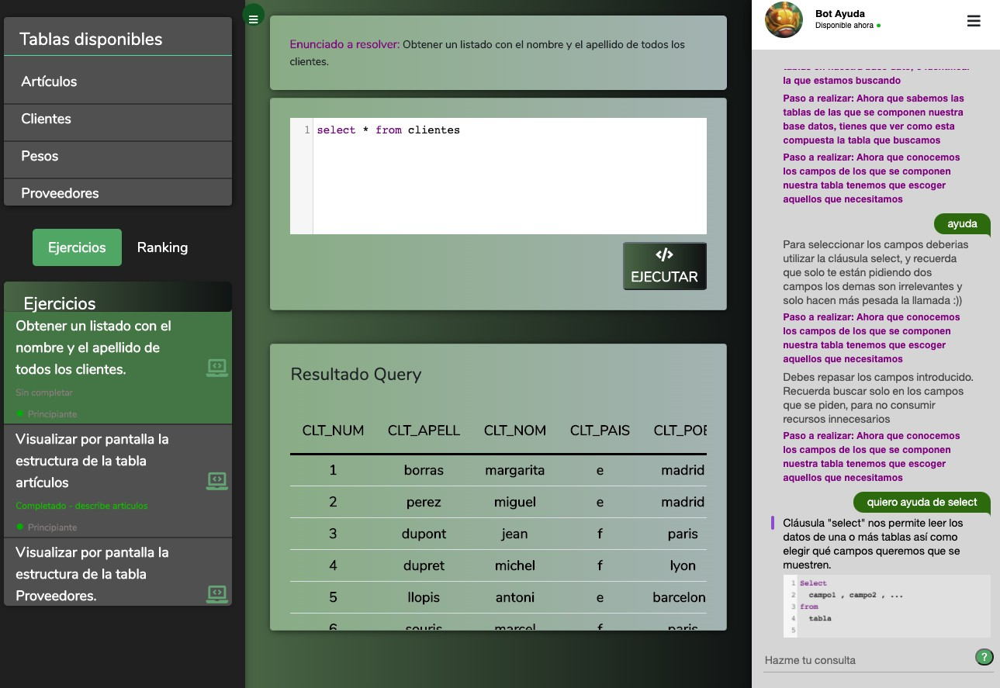 Tablas disponibles
Artículos
Clientes
Pesos
Proveedores
Ejercicios
Ranking
Ejercicios
Obtener un listado con el
nombre y el apellido de
todos los clientes.
Sin completar
Principiante
Visualizar por pantalla la
estructura de la tabla
artículos
Completado - describe articulos
Principiante
Visualizar por pantalla la
estructura de la tabla
Proveedores.
Enunciado a resolver: Obtener un listado con el nombre y el apellido de todos los
clientes.
1 select * from clientes
</>
EJECUTAR
Resultado Query
CLT_NUM CLT_APELL CLT_NOM CLT_PAIS CLT_POB
1 borras margarita e madrid
2 perez miguel e madrid
3 dupont jean f paris
4 dupret michel f lyon
5 llopis antoni e barcelon
6 souris marcel f paris
Bot Ayuda
Disponible ahora
la que estamos buscando
Paso a realizar: Ahora que sabemos las
tablas de las que se componen nuestra
base datos, tienes que ver como esta
compuesta la tabla que buscamos
Paso a realizar: Ahora que conocemos
los campos de los que se componen
nuestra tabla tenemos que escoger
aquellos que necesitamos
ayuda
Para seleccionar los campos deberias
utilizar la cláusula select, y recuerda
que solo te están pidiendo dos
campos los demas son irrelevantes y
solo hacen más pesada la llamada :))
Paso a realizar: Ahora que conocemos
los campos de los que se componen
nuestra tabla tenemos que escoger
aquellos que necesitamos
Debes repasar los campos introducido.
Recuerda buscar solo en los campos
que se piden, para no consumir
recursos innecesarios
Paso a realizar: Ahora que conocemos
los campos de los que se componen
nuestra tabla tenemos que escoger
aquellos que necesitamos
quiero ayuda de select
Cláusula "select" nos permite leer los
datos de una o más tablas así como
elegir qué campos queremos que se
muestren.
1 Select
2 campo1 , campo2 , ...
3 from
4 tabla
5
Hazme tu consulta
?